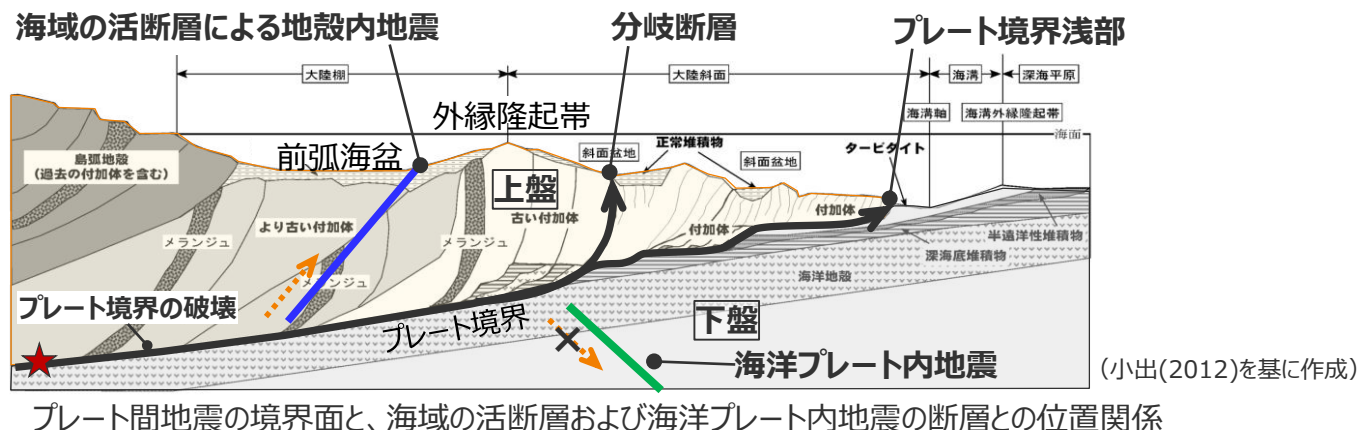 海域の活断層による地殻内地震
分岐断層
プレート境界浅部
大陸棚
大陸斜面
海溝
深海平原
海溝軸
海溝外縁隆起帯
外縁隆起帯
海面
島弧地殻
(過去の付加体を含む)
前弧海盆
斜面盆地
正常堆積物
斜面盆地
タービダイト
上盤
古い付加体
付加体
より古い付加体
メランジュ
メランジュ
付加体
半遠洋性堆積物
深海底堆積物
メランジュ
海洋地殻
プレート境界の破壊
プレート境界
下盤
海洋プレート内地震
(小出(2012)を基に作成)
プレート間地震の境界面と、海域の活断層および海洋プレート内地震の断層との位置関係